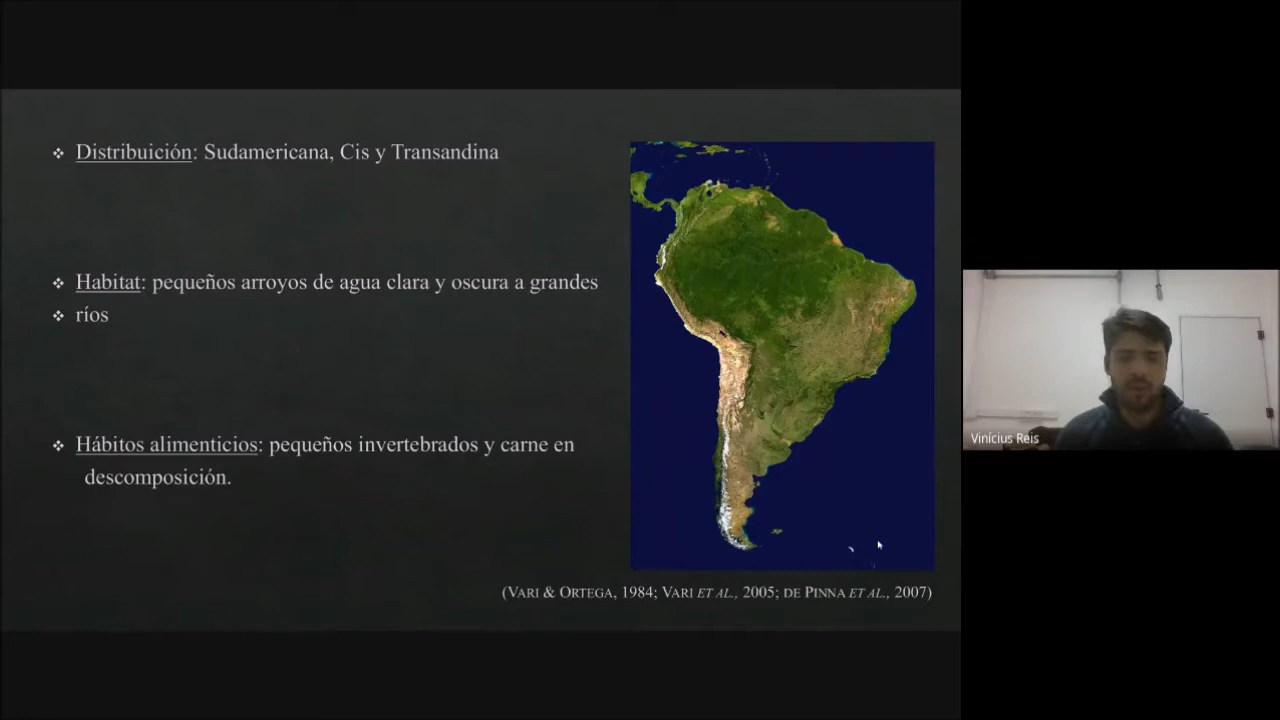 ❖ Distribuición: Sudamericana, Cis y Transandina
❖ Habitat: pequeños arroyos de agua clara y oscura a grandes
❖ ríos
❖ Hábitos alimenticios: pequeños invertebrados y carne en
descomposición.
(VARI & ORTEGA, 1984; VARI ET AL., 2005; DE PINNA ET AL., 2007)
Vinícius Reis